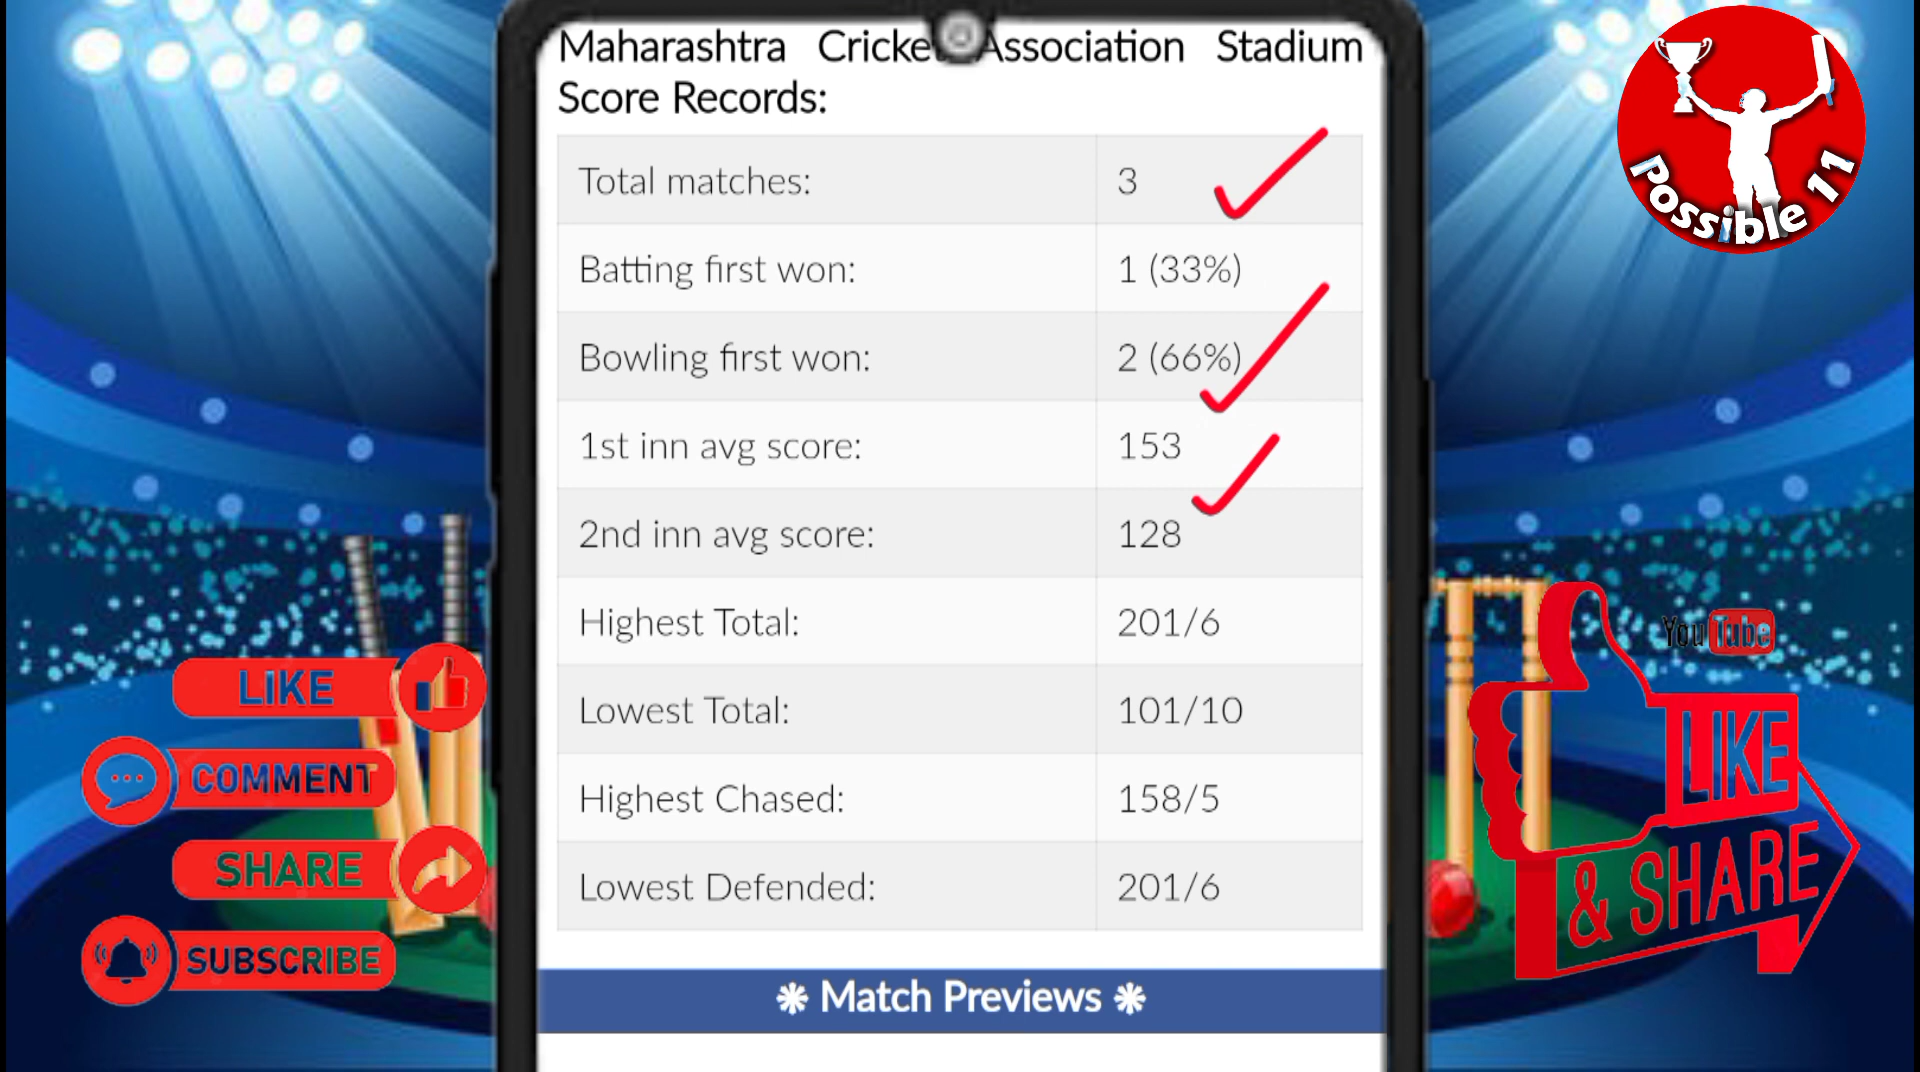 Maharashtra Cricket Association Stadium
Score Records:
Total matches: 3
Batting first won: 1 (33%)
Bowling first won: 2 (66%)
1st inn avg score: 153
2nd inn avg score: 128
Highest Total: 201/6
Lowest Total: 101/10
Highest Chased: 158/5
Lowest Defended: 201/6
Match Previews
Possible 11
LIKE
COMMENT
SHARE
SUBSCRIBE
YouTube
LIKE
& SHARE